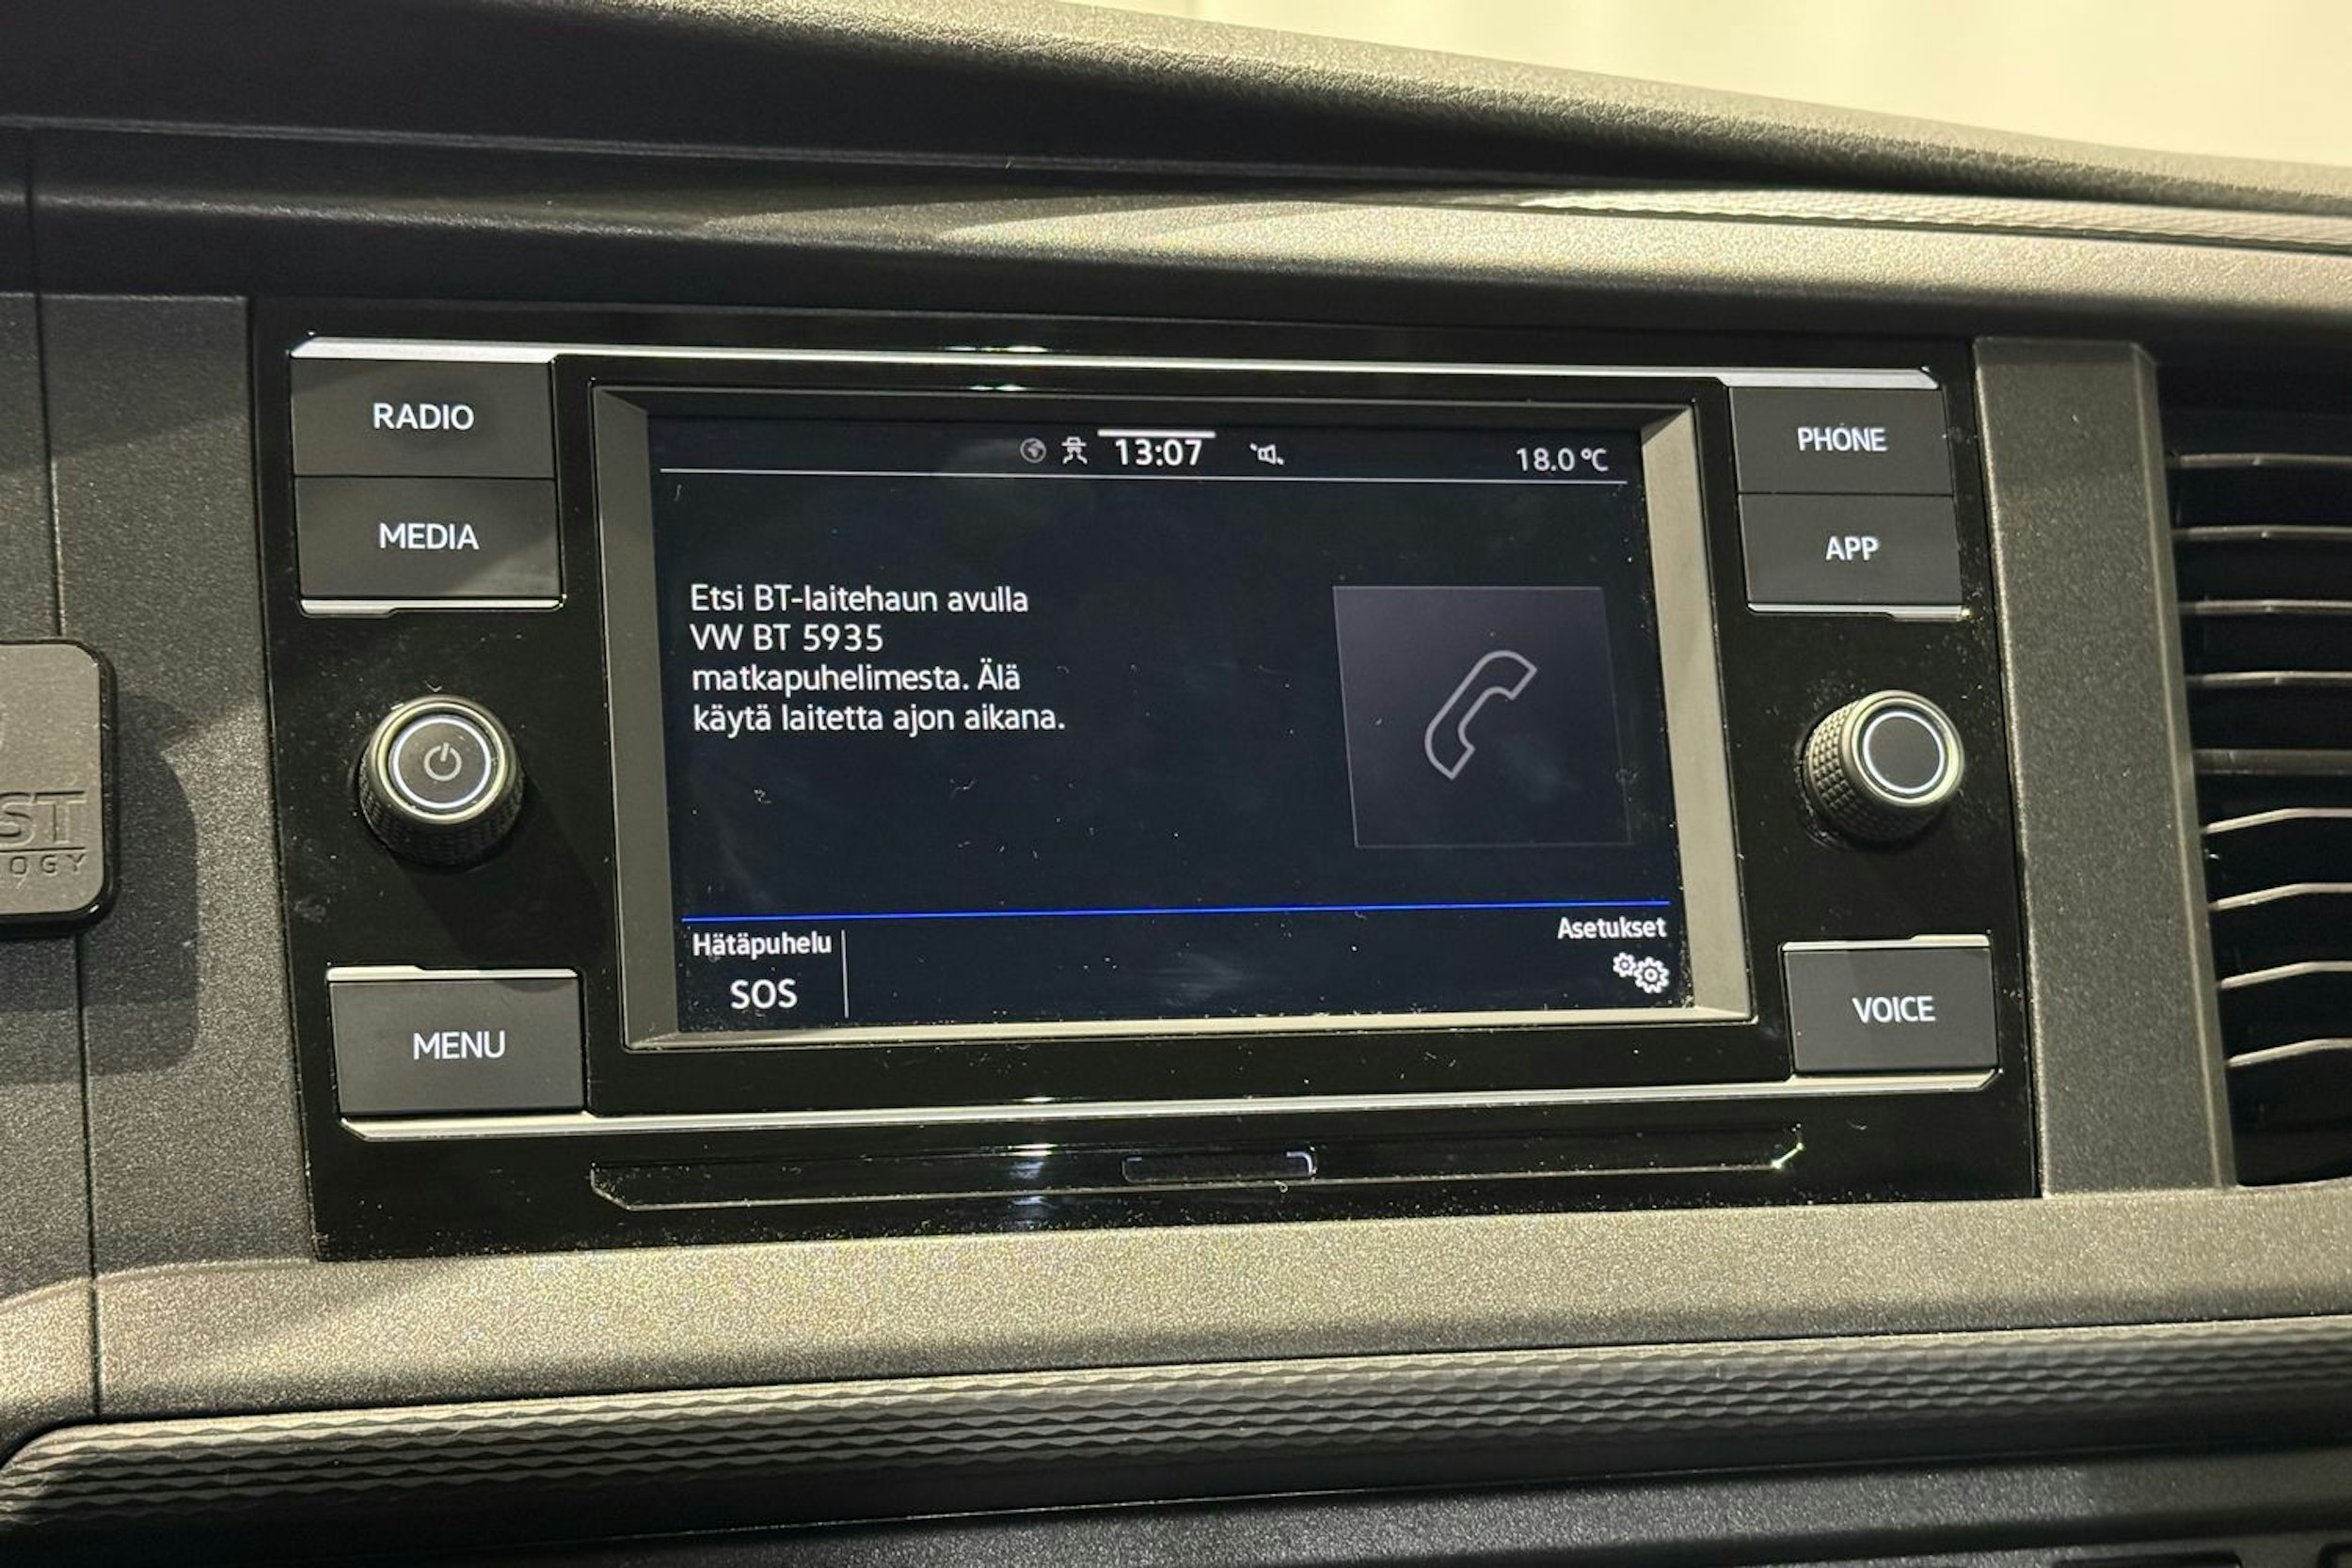 RADIO
MEDIA
MENU
PHONE
APP
VOICE
13:07
18.0 °C
Etsi BT-laitehaun avulla
VW BT 5935
matkapuhelimesta. Älä
käytä laitetta ajon aikana.
Hätäpuhelu
SOS
Asetukset